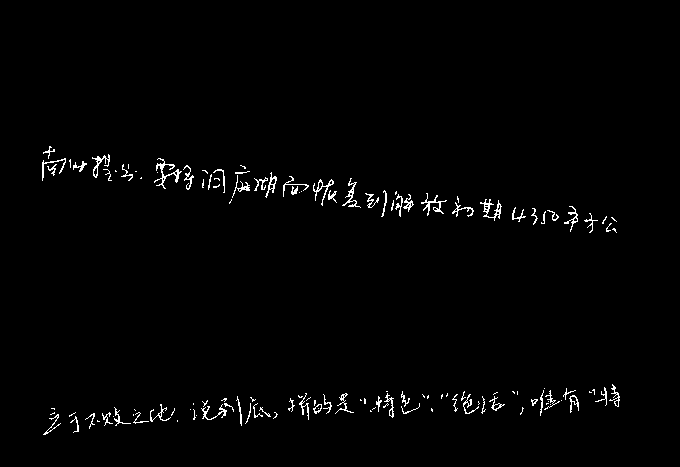 南州提出,要将洞庭湖面恢复到解放初期4350平方公
立于不败之地.说到底,拼的是“特色”、“绝活”,唯有“特